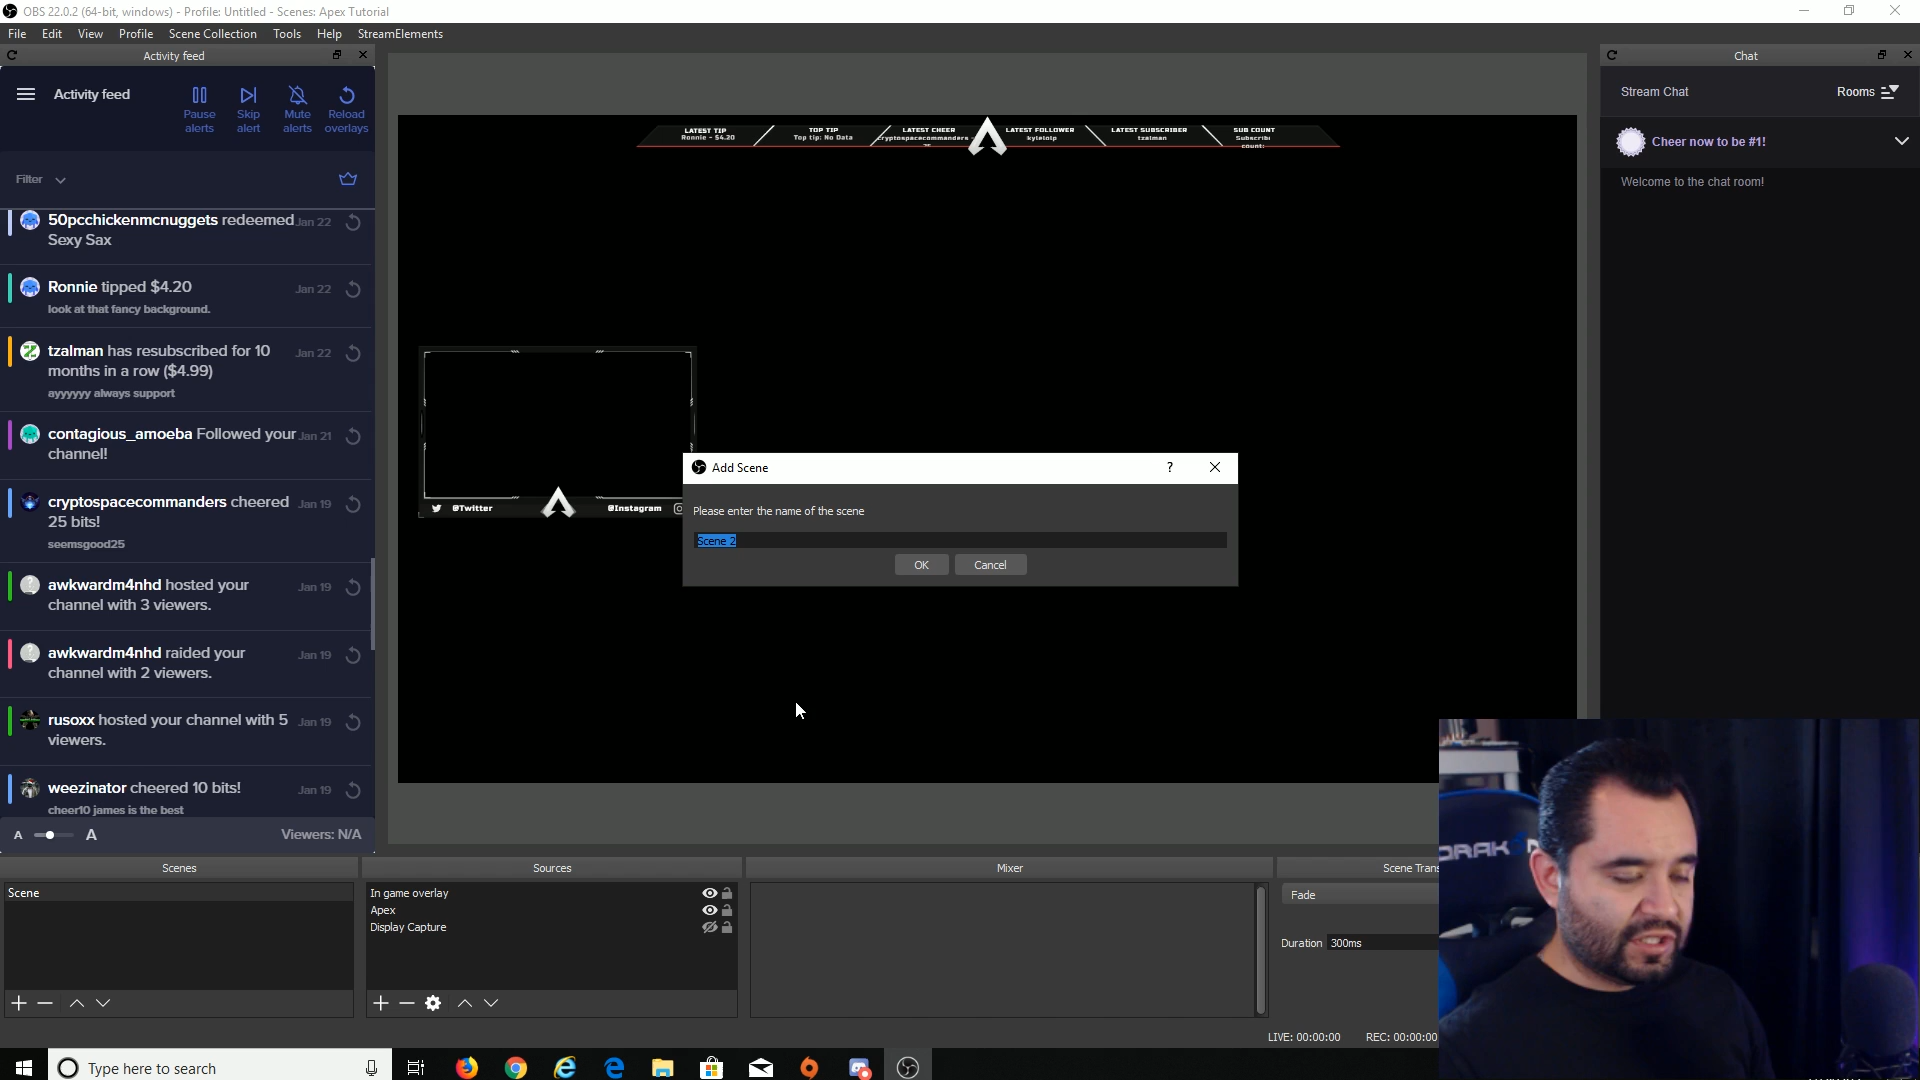 OBS 22.0.2 (64-bit, windows) - Profile: Untitled - Scenes: Apex Tutorial
File Edit View Profile Scene Collection Tools Help StreamElements
Activity feed
Activity feed
Pause alerts
Skip alert
Mute alerts
Reload overlays
Filter
50pcchickenmcnuggets redeemed Jan 22
Sexy Sax
Ronnie tipped $4.20 Jan 22
look at that fancy background.
tzalman has resubscribed for 10 Jan 22
months in a row ($4.99)
ayyyyyy always support
contagious_amoeba Followed your Jan 21
channel!
cryptospacecommanders cheered Jan 19
25 bits!
seemsgood25
awkwardm4nhd hosted your Jan 19
channel with 3 viewers.
awkwardm4nhd raided your Jan 19
channel with 2 viewers.
rusoxx hosted your channel with 5 Jan 19
viewers.
weezinator cheered 10 bits! Jan 19
cheer10 james is the best
A A Viewers: N/A
LATEST TIP
Ronnie - $4.20
TOP TIP
Top tip: No Data
LATEST CHEER
cryptospacecommanders -
LATEST FOLLOWER
kyleloip
LATEST SUBSCRIBER
tzalman
SUB COUNT
Subscribe
count:
@Twitter
@Instagram
Add Scene ?
Please enter the name of the scene
Scene 2
OK Cancel
Chat
Stream Chat Rooms
Cheer now to be #1!
Welcome to the chat room!
Scenes
Scene
Sources
In game overlay
Apex
Display Capture
Mixer
Scene Trans
Fade
Duration 300ms
LIVE: 00:00:00 REC: 00:00:00
DRAK
Type here to search